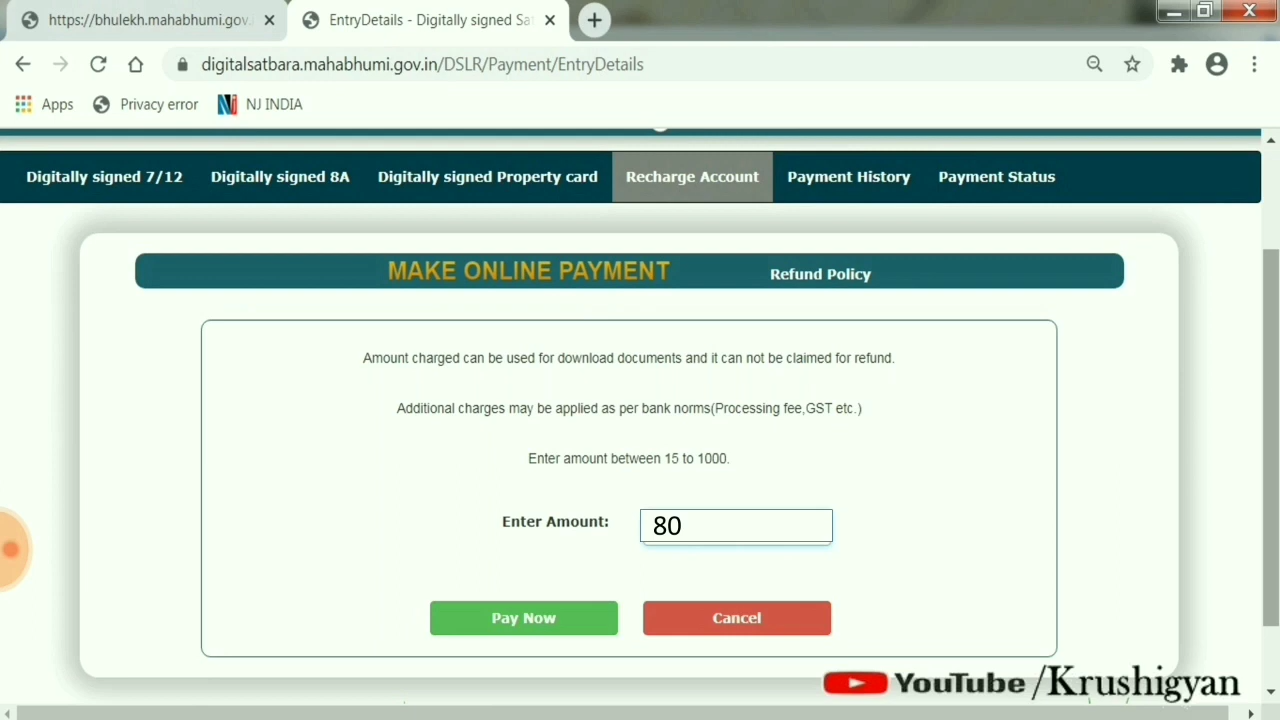 https://bhulekh.mahabhumi.gov.
EntryDetails - Digitally signed Sat
digitalsatbara.mahabhumi.gov.in/DSLR/Payment/EntryDetails
Apps Privacy error NJ INDIA
Digitally signed 7/12 Digitally signed 8A Digitally signed Property card Recharge Account Payment History Payment Status
MAKE ONLINE PAYMENT Refund Policy
Amount charged can be used for download documents and it can not be claimed for refund.
Additional charges may be applied as per bank norms(Processing fee,GST etc.)
Enter amount between 15 to 1000.
Enter Amount: 80
Pay Now Cancel
YouTube /Krushigyan